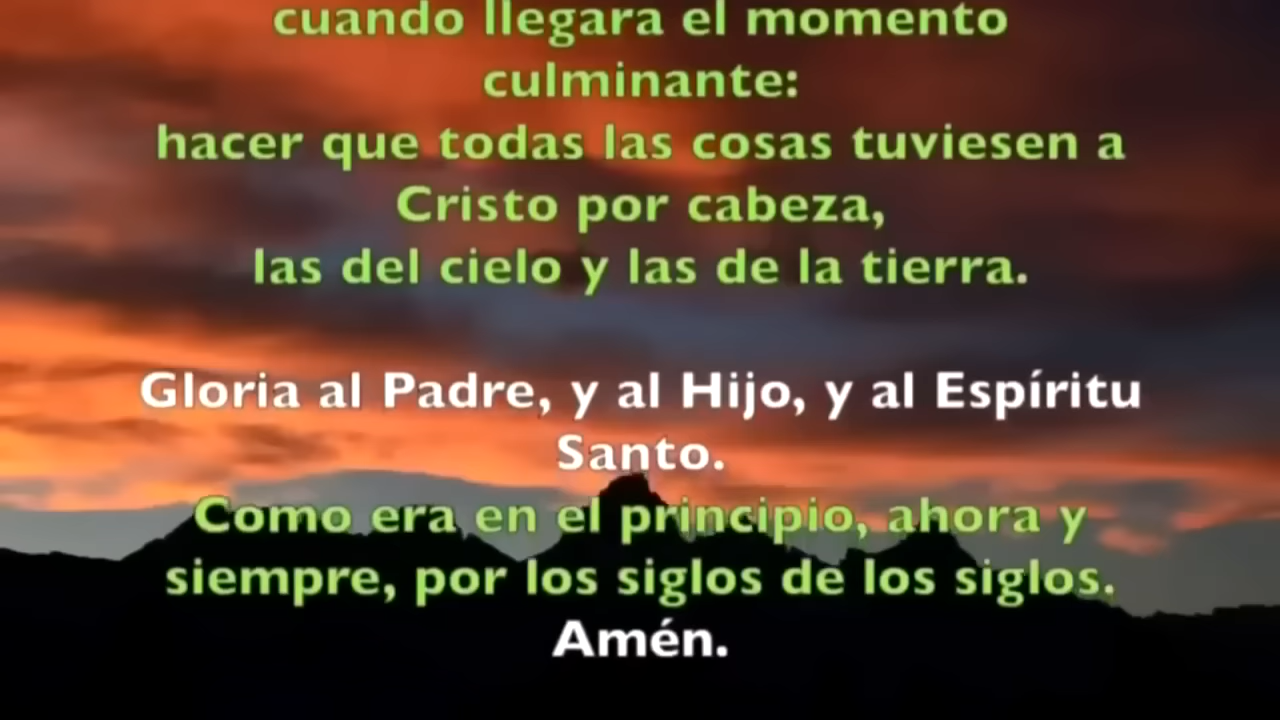 cuando llegara el momento
culminante:
hacer que todas las cosas tuviesen a
Cristo por cabeza,
las del cielo y las de la tierra.
Gloria al Padre, y al Hijo, y al Espíritu
Santo.
Como era en el principio, ahora y
siempre, por los siglos de los siglos.
Amén.